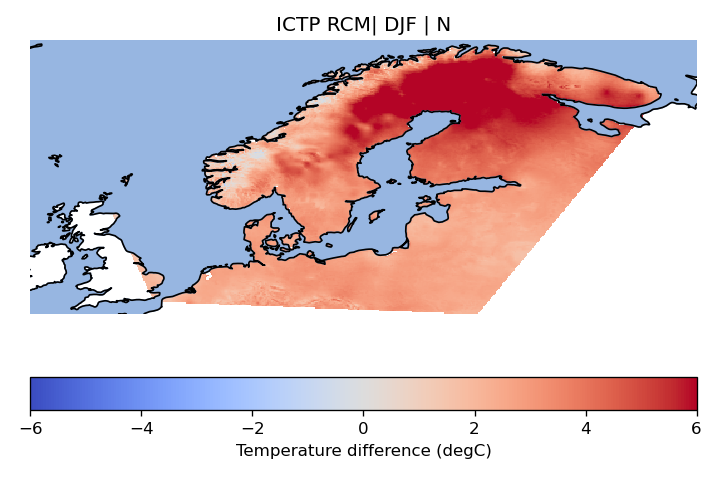 ICTP RCM| DJF | N
−6 −4 −2 0 2 4 6
Temperature difference (degC)